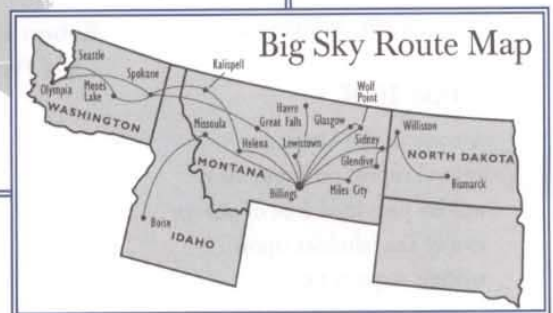 Big Sky Route Map
Seattle
Olympia
Moses
Lake
Spokane
WASHINGTON
Kalispell
Missoula
Helena
Great Falls
Havre
Lewistown
Glasgow
Wolf
Point
Sidney
Glendive
Miles City
Billings
MONTANA
Williston
NORTH DAKOTA
Bismarck
Boise
IDAHO